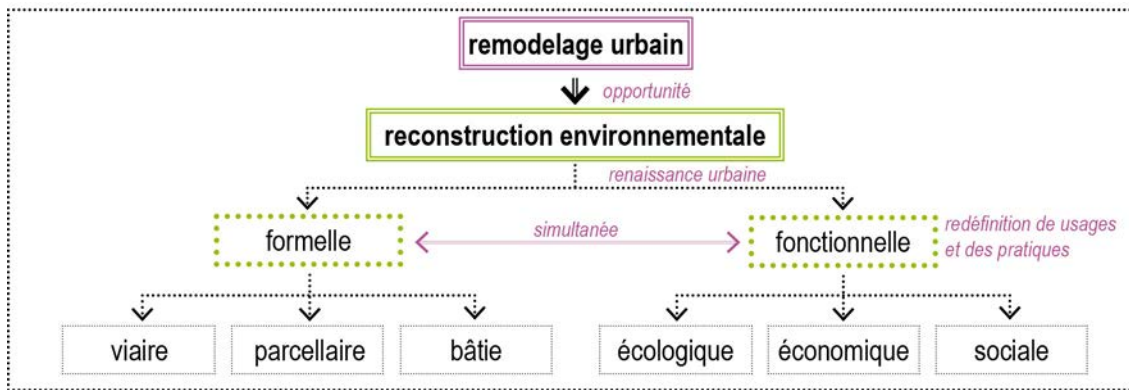 remodelage urbain
opportunité
reconstruction environnementale
renaissance urbaine
formelle
simultanée
fonctionnelle
redéfinition de usages
et des pratiques
viaire
parcellaire
bâtie
écologique
économique
sociale